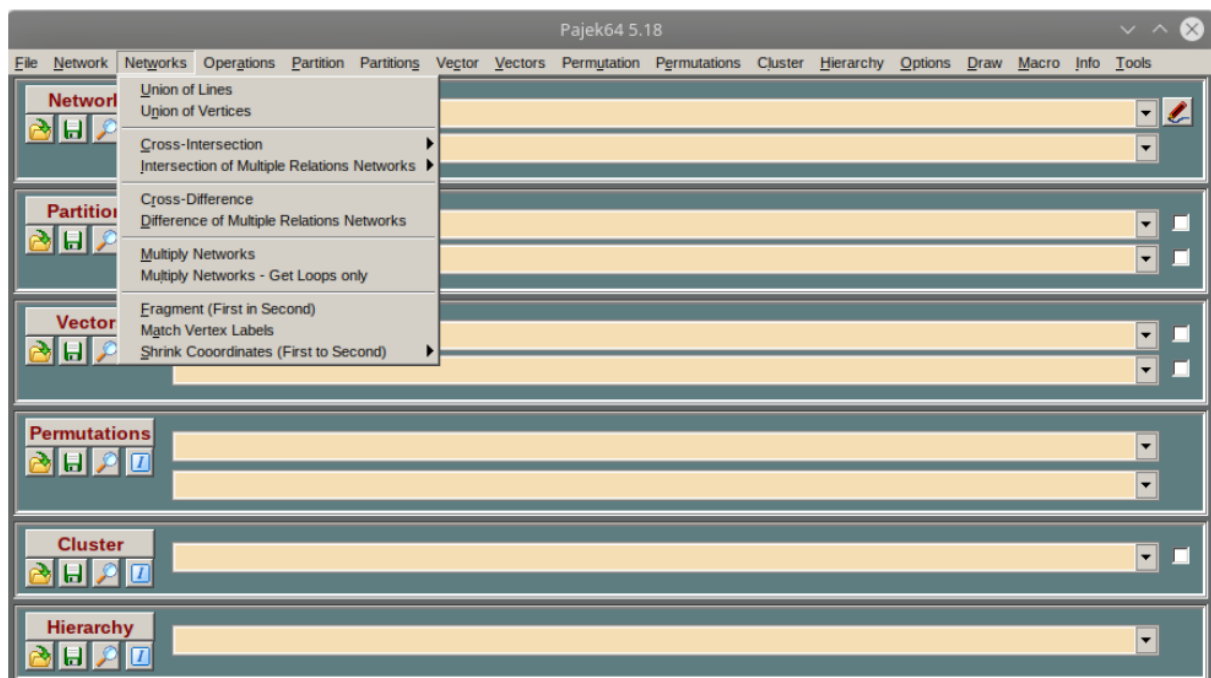 Pajek64 5.18
File Network Networks Operations Partition Partitions Vector Vectors Permutation Permutations Cluster Hierarchy Options Draw Macro Info Tools
Union of Lines
Union of Vertices
Cross-Intersection
Intersection of Multiple Relations Networks
Cross-Difference
Difference of Multiple Relations Networks
Multiply Networks
Multiply Networks - Get Loops only
Fragment (First in Second)
Match Vertex Labels
Shrink Cooordinates (First to Second)
Network
Partition
Vector
Permutations
Cluster
Hierarchy